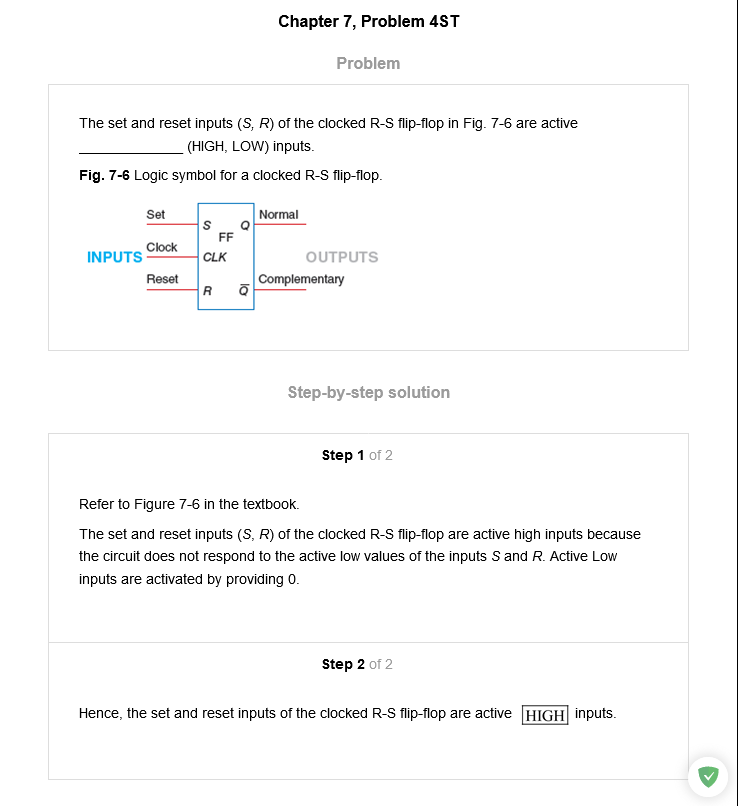 Chapter 7, Problem 4ST
Problem
The set and reset inputs (S, R) of the clocked R-S flip-flop in Fig. 7-6 are active
_____________ (HIGH, LOW) inputs.
Fig. 7-6 Logic symbol for a clocked R-S flip-flop.
Set
S
Q
Normal
FF
INPUTS
Clock
CLK
OUTPUTS
Reset
R
Q̅
Complementary
Step-by-step solution
Step 1 of 2
Refer to Figure 7-6 in the textbook.
The set and reset inputs (S, R) of the clocked R-S flip-flop are active high inputs because
the circuit does not respond to the active low values of the inputs S and R. Active Low
inputs are activated by providing 0.
Step 2 of 2
Hence, the set and reset inputs of the clocked R-S flip-flop are active HIGH inputs.